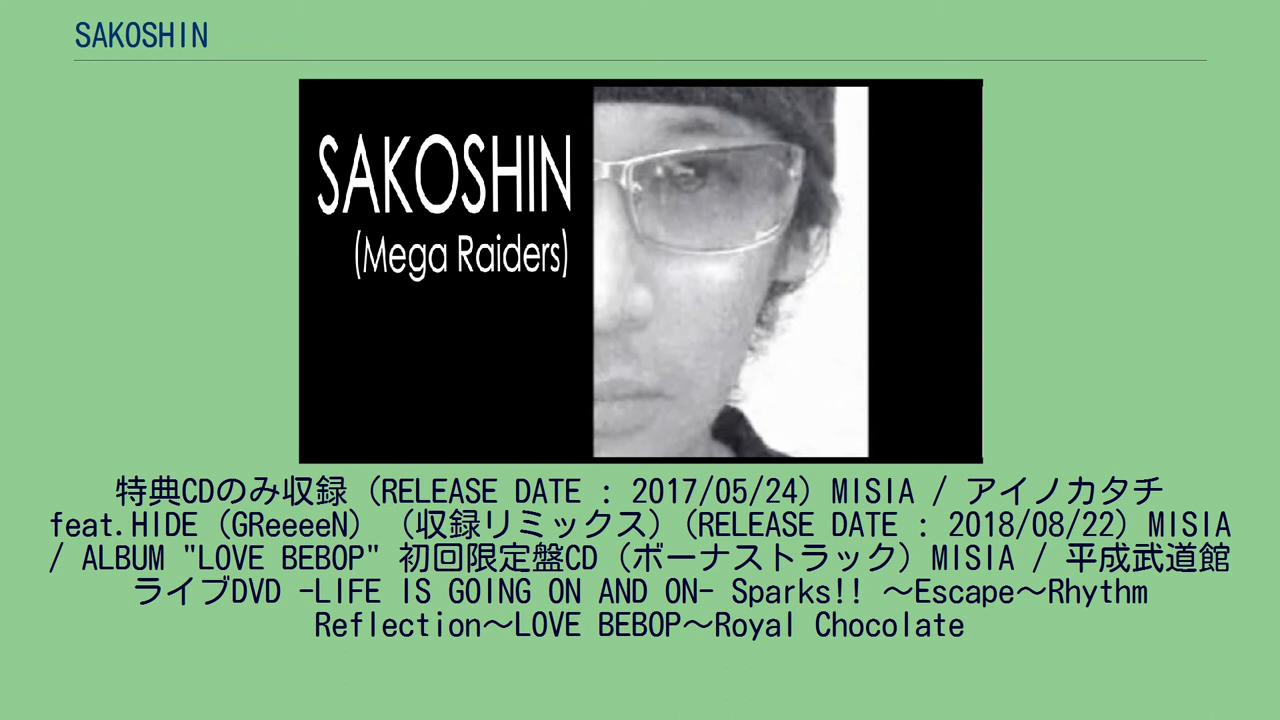 SAKOSHIN
SAKOSHIN
(Mega Raiders)
特典CDのみ収録（RELEASE DATE : 2017/05/24）MISIA / アイノカタチ
feat.HIDE（GReeeeN）（収録リミックス）（RELEASE DATE : 2018/08/22）MISIA
/ ALBUM "LOVE BEBOP" 初回限定盤CD（ボーナストラック）MISIA / 平成武道館
ライブDVD -LIFE IS GOING ON AND ON- Sparks!! ～Escape～Rhythm
Reflection～LOVE BEBOP～Royal Chocolate